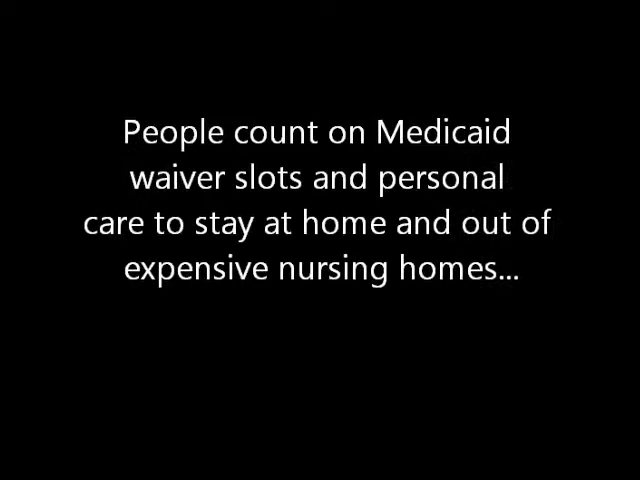 People count on Medicaid
waiver slots and personal
care to stay at home and out of
expensive nursing homes...